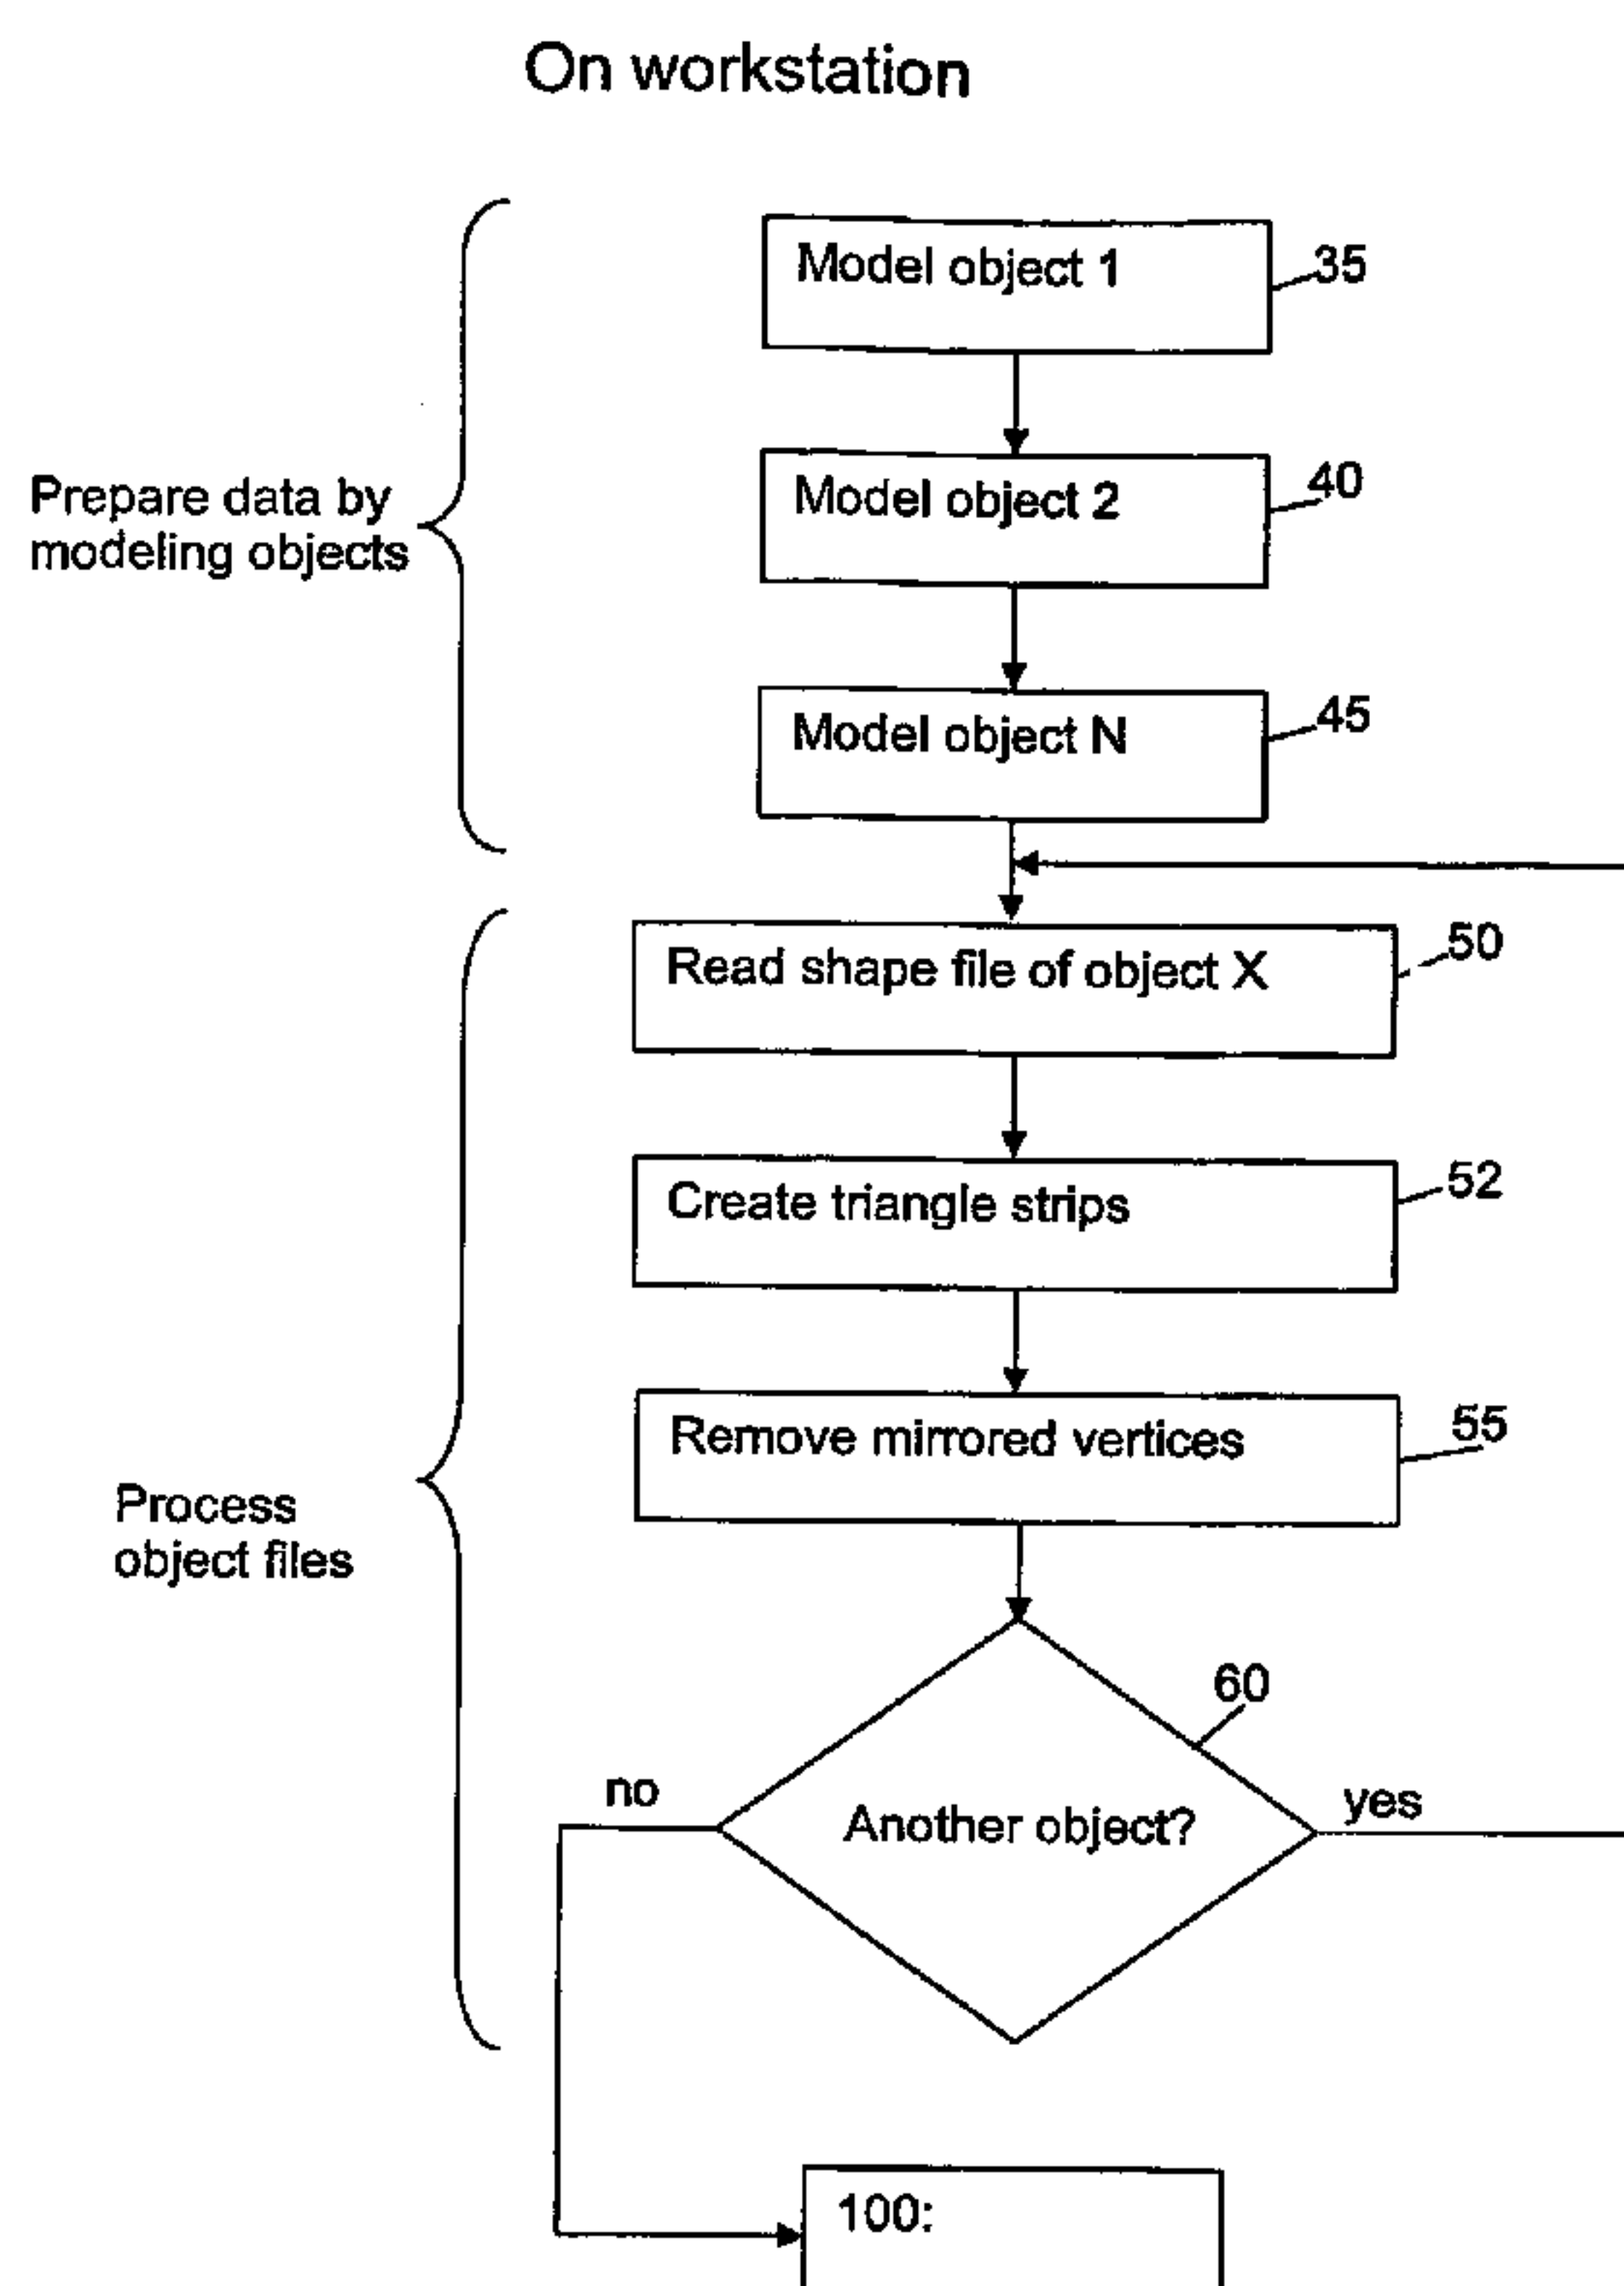 On workstation
Model object 1
35
Model object 2
40
Prepare data by
modeling objects
Model object N
45
Read shape file of object X
50
Create triangle strips
52
Remove mirrored vertices
55
Process
object files
60
no
Another object?
yes
100: